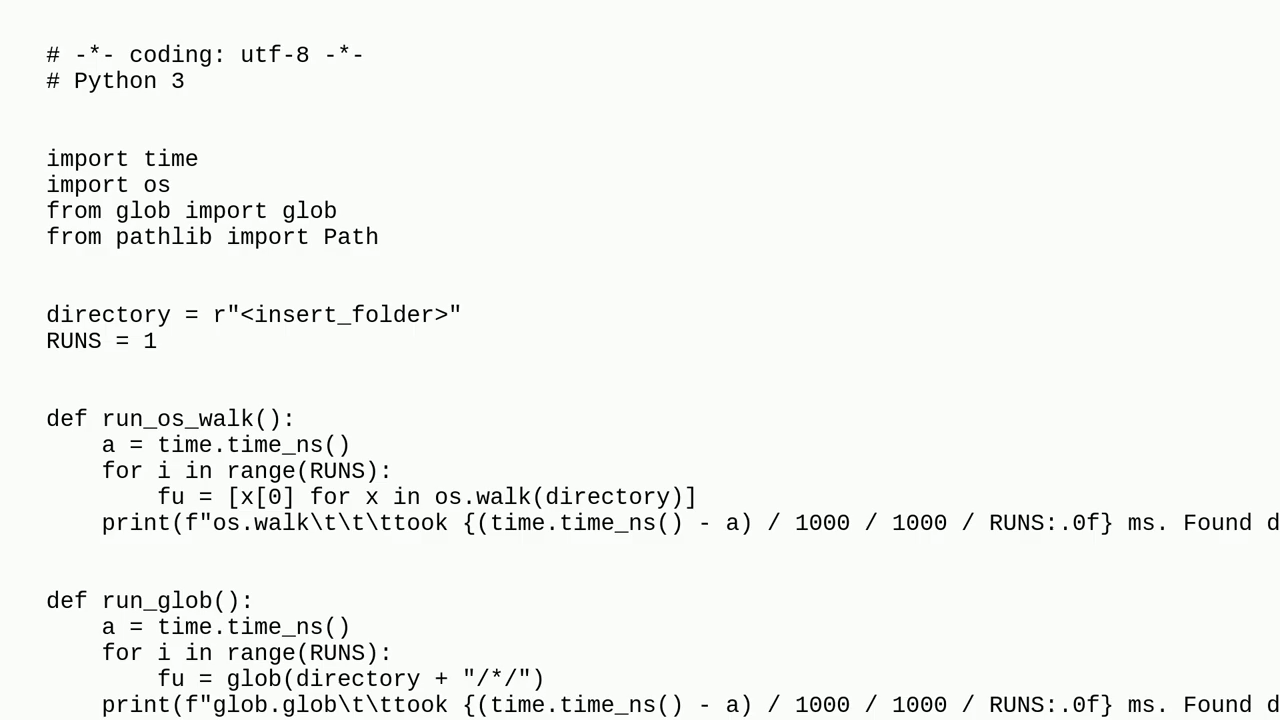 # -*- coding: utf-8 -*-
# Python 3
import time
import os
from glob import glob
from pathlib import Path
directory = r"<insert_folder>"
RUNS = 1
def run_os_walk():
    a = time.time_ns()
    for i in range(RUNS):
        fu = [x[0] for x in os.walk(directory)]
    print(f"os.walk\t\t\ttook {(time.time_ns() - a) / 1000 / 1000 / RUNS:.0f} ms. Found
def run_glob():
    a = time.time_ns()
    for i in range(RUNS):
        fu = glob(directory + "/*/")
    print(f"glob.glob\t\ttook {(time.time_ns() - a) / 1000 / 1000 / RUNS:.0f} ms. Found